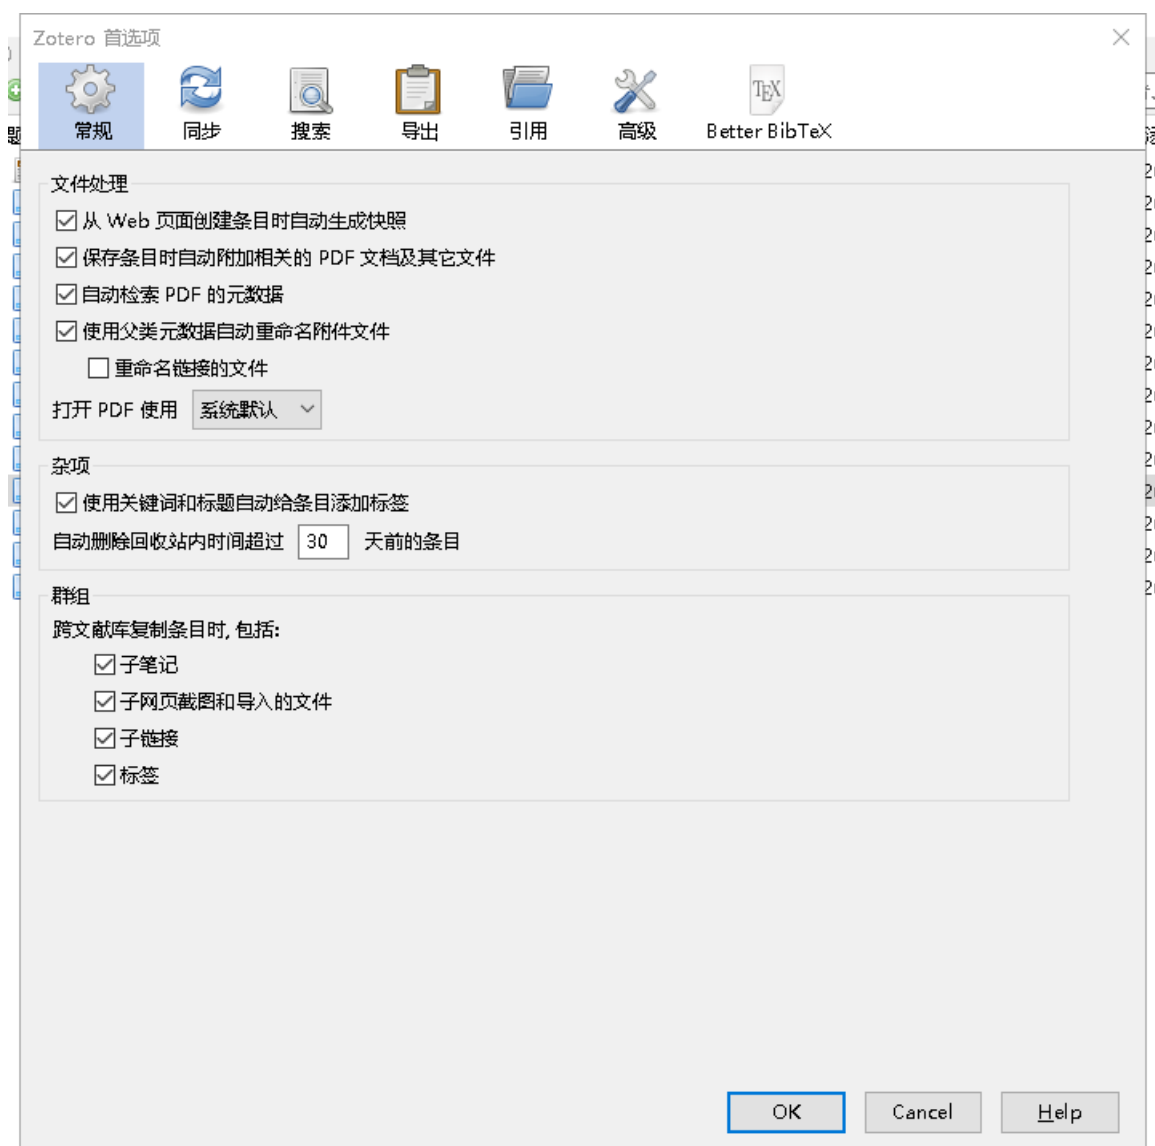 Zotero 首选项
常规 同步 搜索 导出 引用 高级 TEX Better BibTeX
文件处理
从 Web 页面创建条目时自动生成快照
保存条目时自动附加相关的 PDF 文档及其它文件
自动检索 PDF 的元数据
使用父类元数据自动重命名附件文件
重命名链接的文件
打开 PDF 使用 系统默认
杂项
使用关键词和标题自动给条目添加标签
自动删除回收站内时间超过 30 天前的条目
群组
跨文献库复制条目时, 包括:
子笔记
子网页截图和导入的文件
子链接
标签
OK Cancel Help